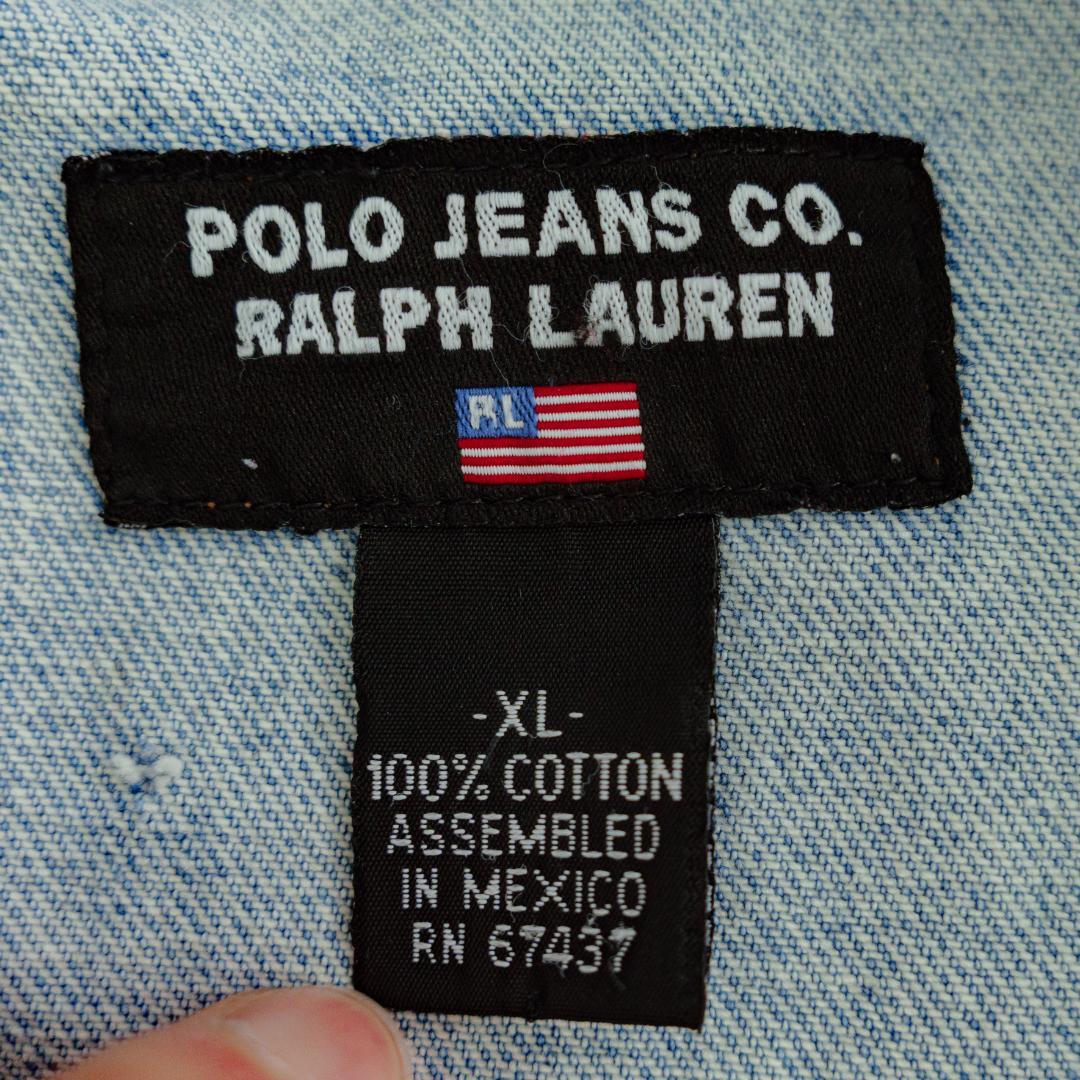 POLO JEANS CO.
RALPH LAUREN
RL
-XL-
100% COTTON
ASSEMBLED
IN MEXICO
RN 67437